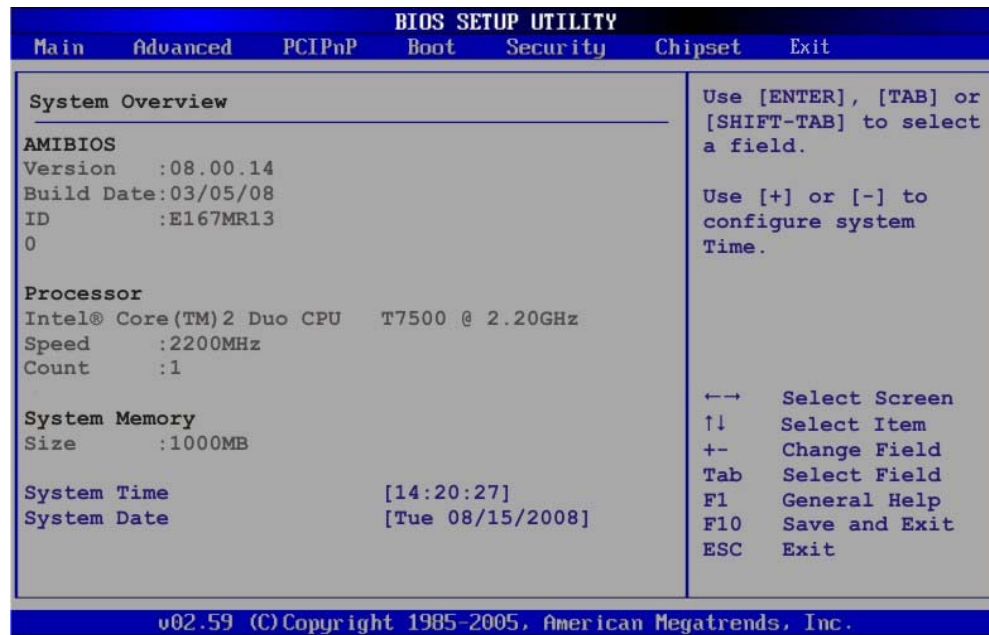 BIOS SETUP UTILITY
Main Advanced PCIPnP Boot Security Chipset Exit
System Overview
AMIBIOS
Version :08.00.14
Build Date:03/05/08
ID :E167MR13
0
Processor
Intel® Core(TM)2 Duo CPU T7500 @ 2.20GHz
Speed :2200MHz
Count :1
System Memory
Size :1000MB
System Time [14:20:27]
System Date [Tue 08/15/2008]
Use [ENTER], [TAB] or
[SHIFT-TAB] to select
a field.
Use [+] or [-] to
configure system
Time.
←→ Select Screen
↑↓ Select Item
+- Change Field
Tab Select Field
F1 General Help
F10 Save and Exit
ESC Exit
v02.59 (C)Copyright 1985-2005, American Megatrends, Inc.